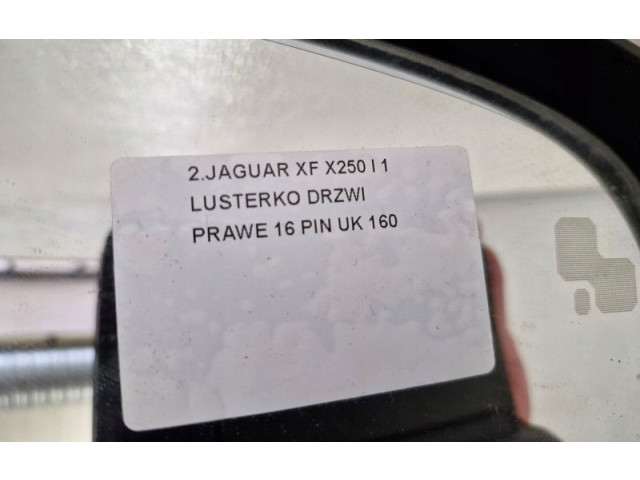 2.JAGUAR XF X250 I 1
LUSTERKO DRZWI
PRAWE 16 PIN UK 160